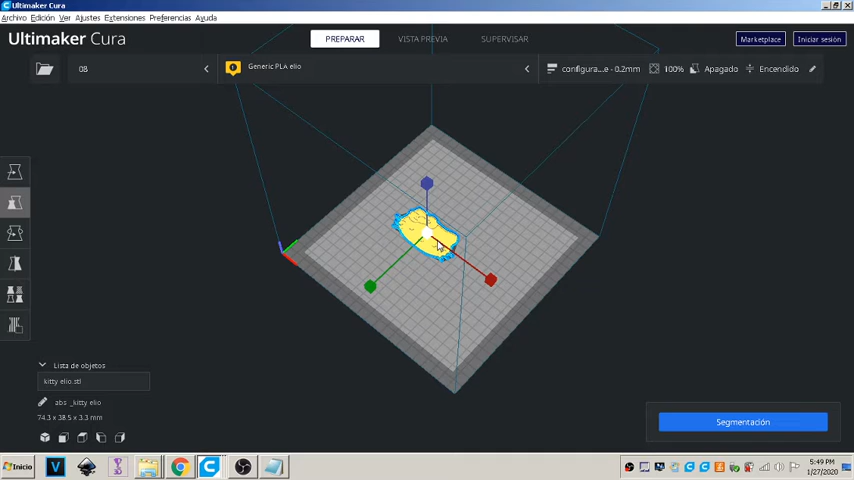 Ultimaker Cura
Archivo Edición Ver Ajustes Extensiones Preferencias Ayuda
Ultimaker Cura
PREPARAR VISTA PREVIA SUPERVISAR
Marketplace Iniciar sesión
08 Generic PLA elio configura...e - 0.2mm 100% Apagado Encendido
Lista de objetos
kitty elio.stl
abs _kitty elio
74.3 x 38.5 x 3.3 mm
Segmentación
Inicio
5:49 PM
1/27/2020